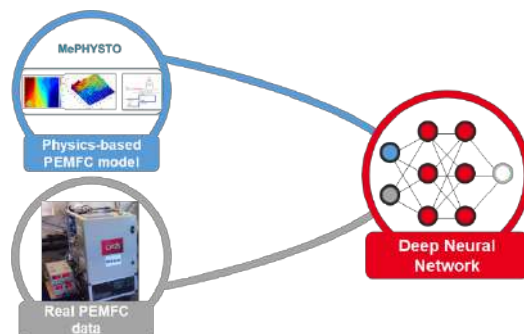 MePHYSTO
Physics-based
PEMFC model
Real PEMFC
data
Deep Neural
Network